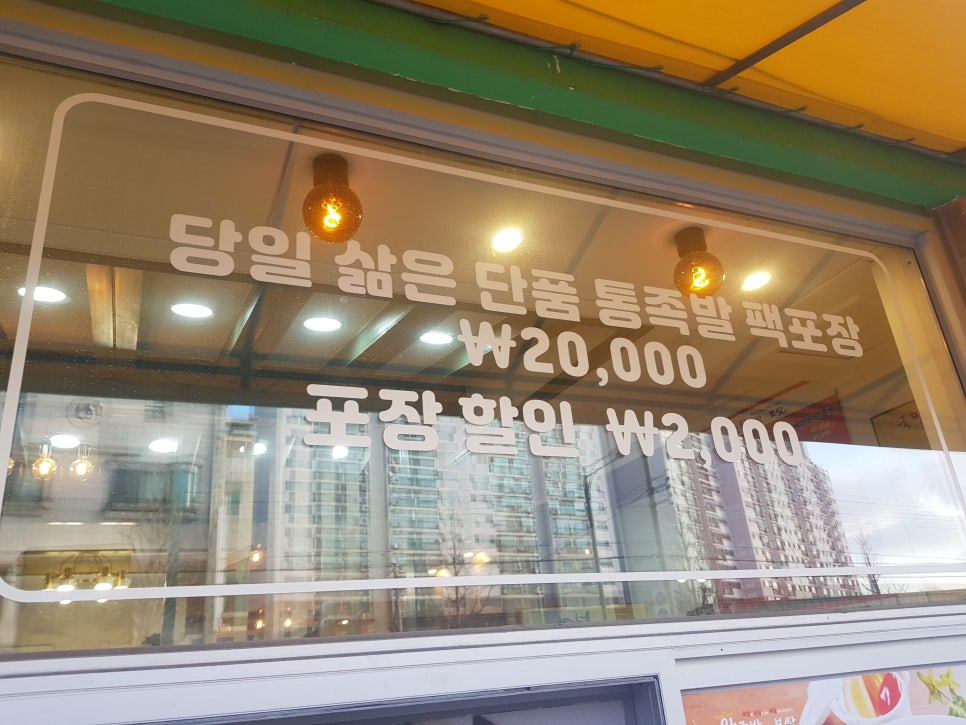 당일 삶은 단품 통족발 팩포장
₩20,000
포장 할인 ₩2,000